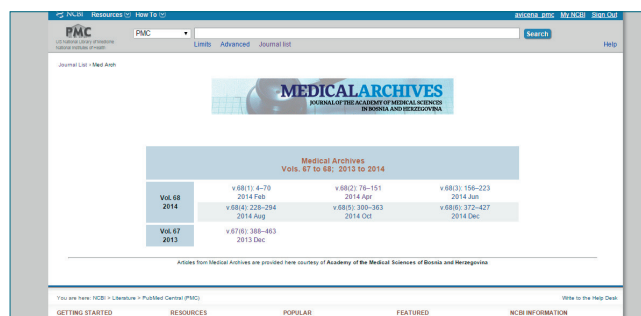 NCBI Resources How To avicena_pmc My NCBI Sign Out
PMC
US National Library of Medicine
National Institutes of Health
PMC Search
Limits Advanced Journal list Help
Journal List > Med Arch
MEDICALARCHIVES
JOURNAL OF THE ACADEMY OF MEDICAL SCIENCES
IN BOSNIA AND HERZEGOVINA
Medical Archives
Vols. 67 to 68; 2013 to 2014
Vol. 68
2014
v.68(1): 4–70
2014 Feb
v.68(2): 76–151
2014 Apr
v.68(3): 156–223
2014 Jun
v.68(4): 228–294
2014 Aug
v.68(5): 300–363
2014 Oct
v.68(6): 372–427
2014 Dec
Vol. 67
2013
v.67(6): 388–463
2013 Dec
Articles from Medical Archives are provided here courtesy of Academy of the Medical Sciences of Bosnia and Herzegovina
You are here: NCBI > Literature > PubMed Central (PMC) Write to the Help Desk
GETTING STARTED RESOURCES POPULAR FEATURED NCBI INFORMATION